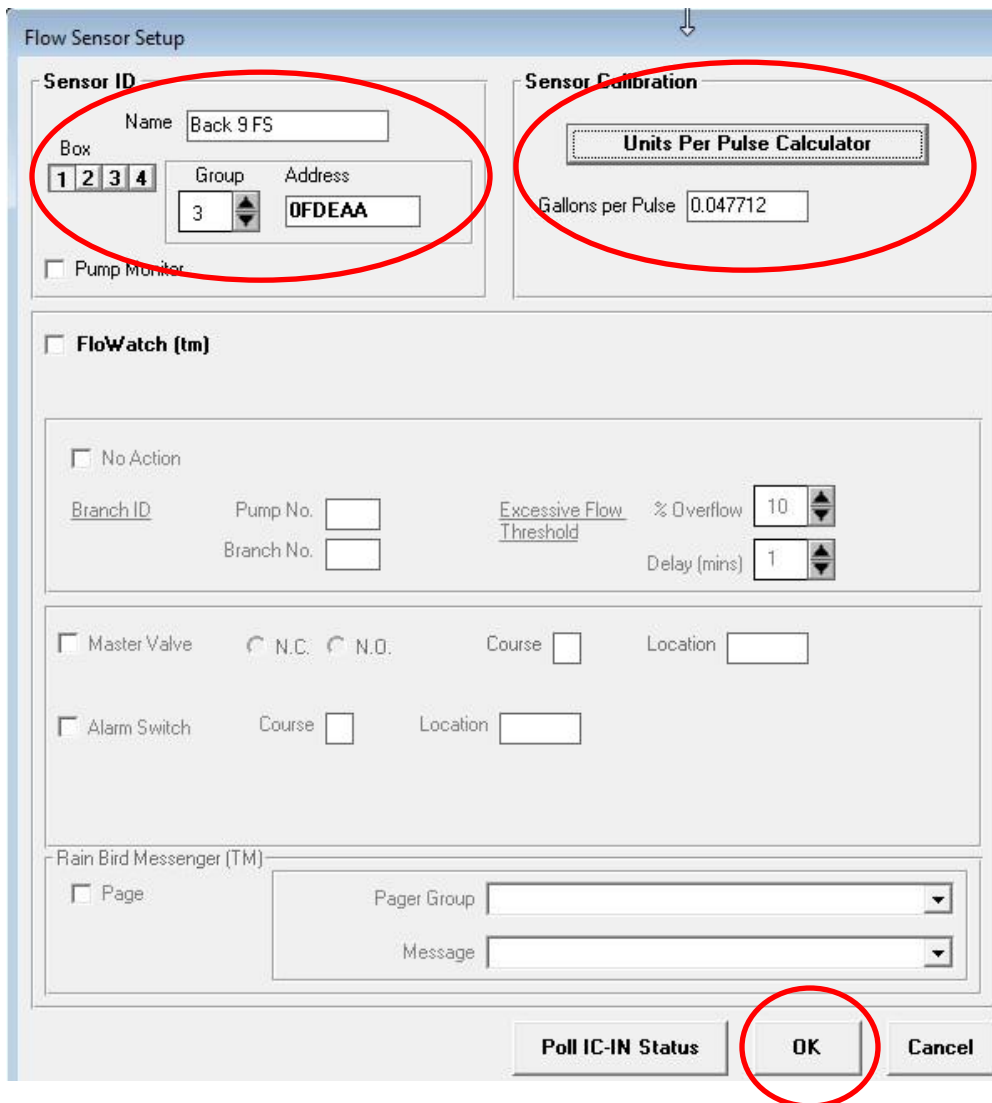 Flow Sensor Setup
Sensor ID
Name Back 9 FS
Box
1 2 3 4
Group Address
3 0FDEAA
Pump Monitor
Sensor Calibration
Units Per Pulse Calculator
Gallons per Pulse 0.047712
FloWatch (tm)
No Action
Branch ID Pump No.
Branch No.
Excessive Flow
Threshold
% Overflow 10
Delay (mins) 1
Master Valve N.C. N.O. Course Location
Alarm Switch Course Location
Rain Bird Messenger (TM)
Page
Pager Group
Message
Poll IC-IN Status OK Cancel